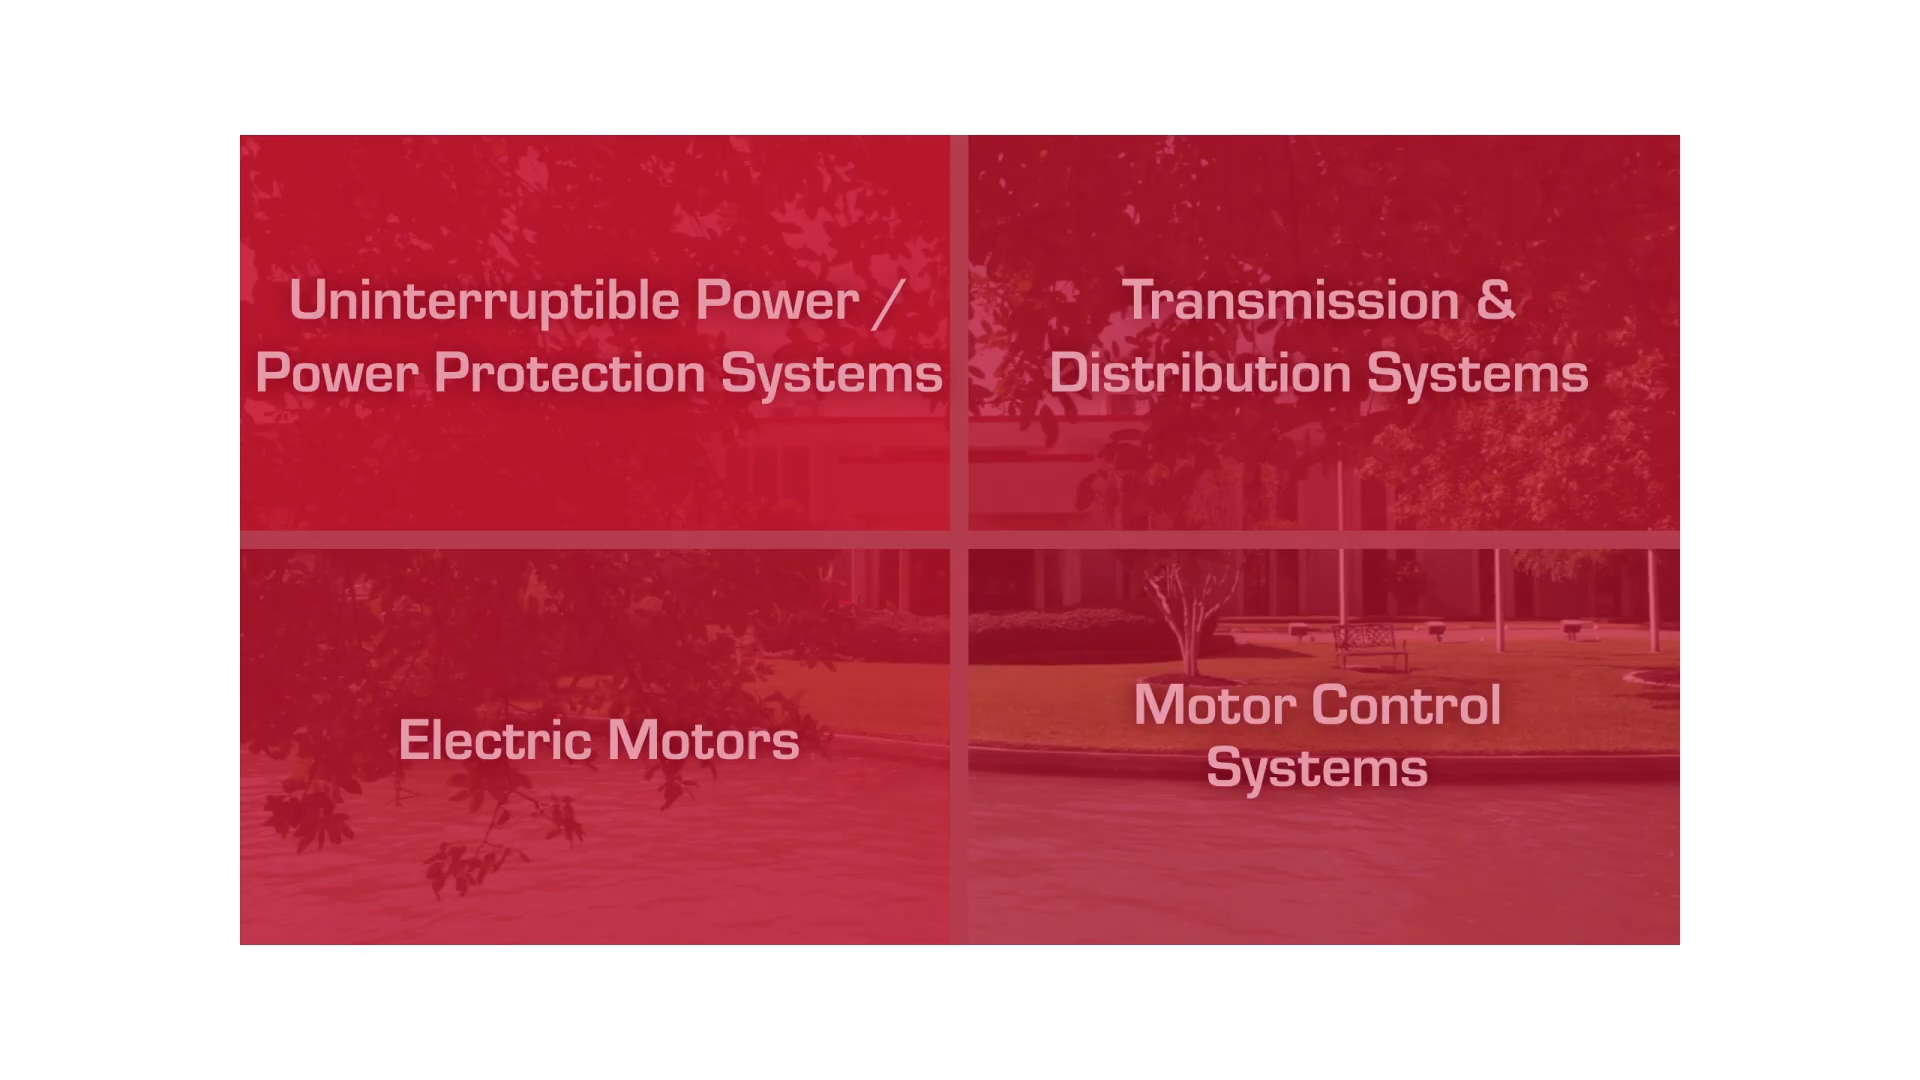 Uninterruptible Power /
Power Protection Systems
Transmission &
Distribution Systems
Electric Motors
Motor Control
Systems